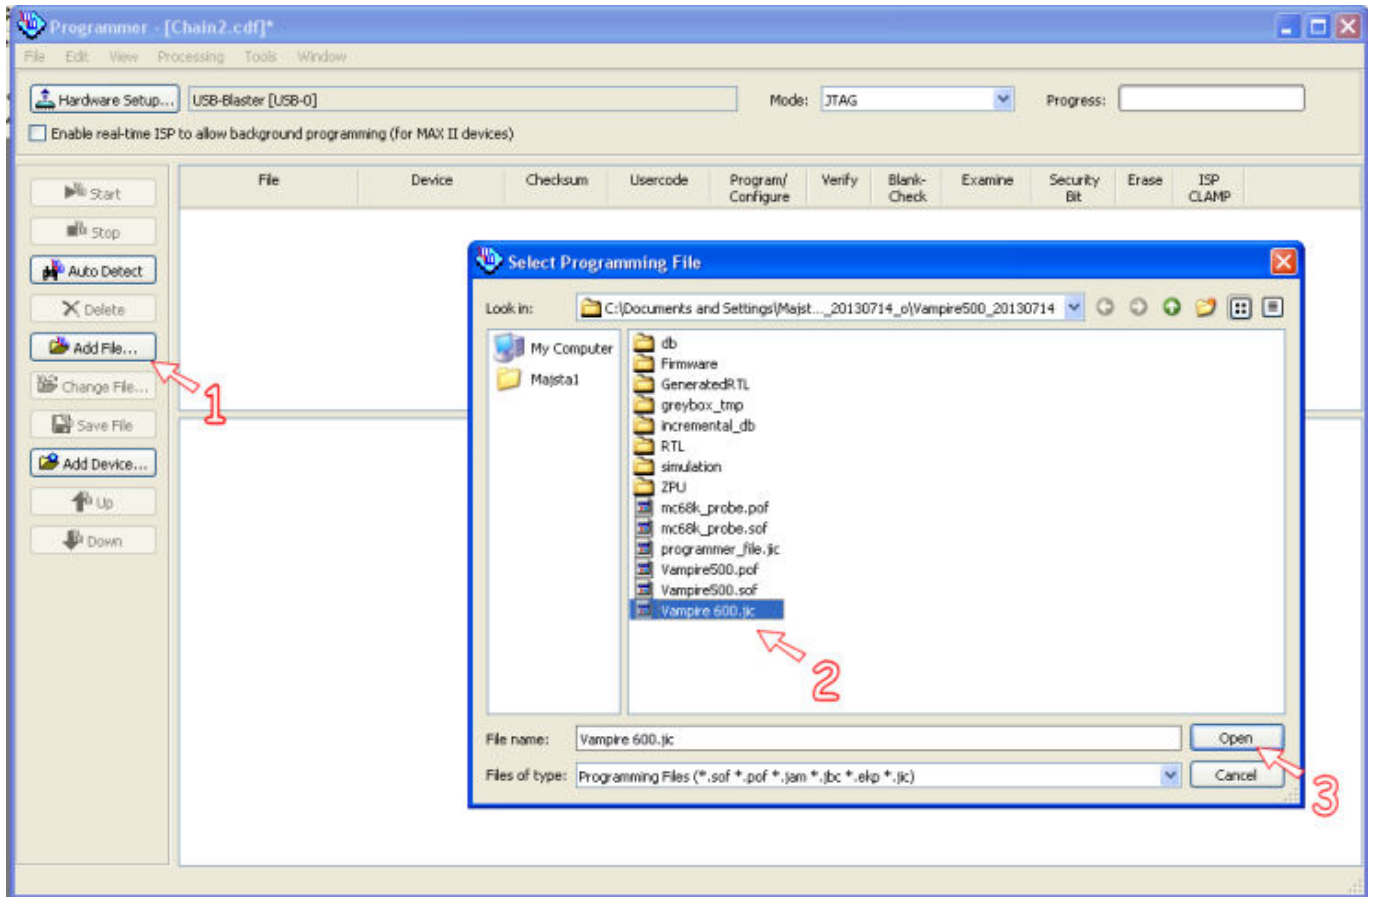 Programmer - [Chain2.cdf]*
File Edit View Processing Tools Window
Hardware Setup... USB-Blaster [USB-0] Mode: JTAG Progress:
Enable real-time ISP to allow background programming (for MAX II devices)
File Device Checksum Usercode Program/ Configure Verify Blank- Check Examine Security Bit Erase ISP CLAMP
Start
Stop
Auto Detect
Delete
Add File...
Change File...
Save File
Add Device...
Up
Down
1
Select Programming File
Look in: C:\Documents and Settings\Majst..._20130714_o\Vampire500_20130714
My Computer
Majsta1
db
Firmware
GeneratedRTL
greybox_tmp
incremental_db
RTL
simulation
ZPU
mc68k_probe.pof
mc68k_probe.sof
programmer_file.jic
Vampire500.pof
Vampire500.sof
Vampire 600.jic
2
File name: Vampire 600.jic Open
Files of type: Programming Files (*.sof *.pof *.jam *.jbc *.ekp *.jic) Cancel
3